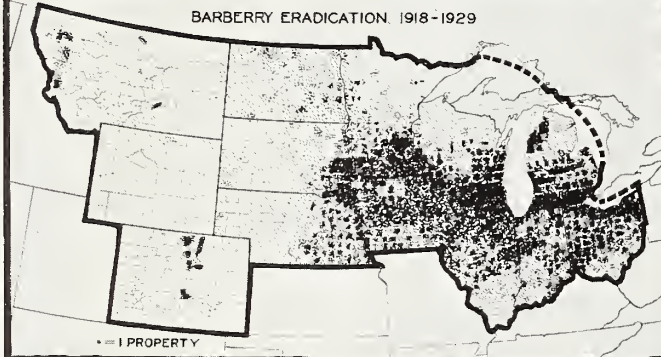 BARBERRY ERADICATION, 1918-1929
• = 1 PROPERTY